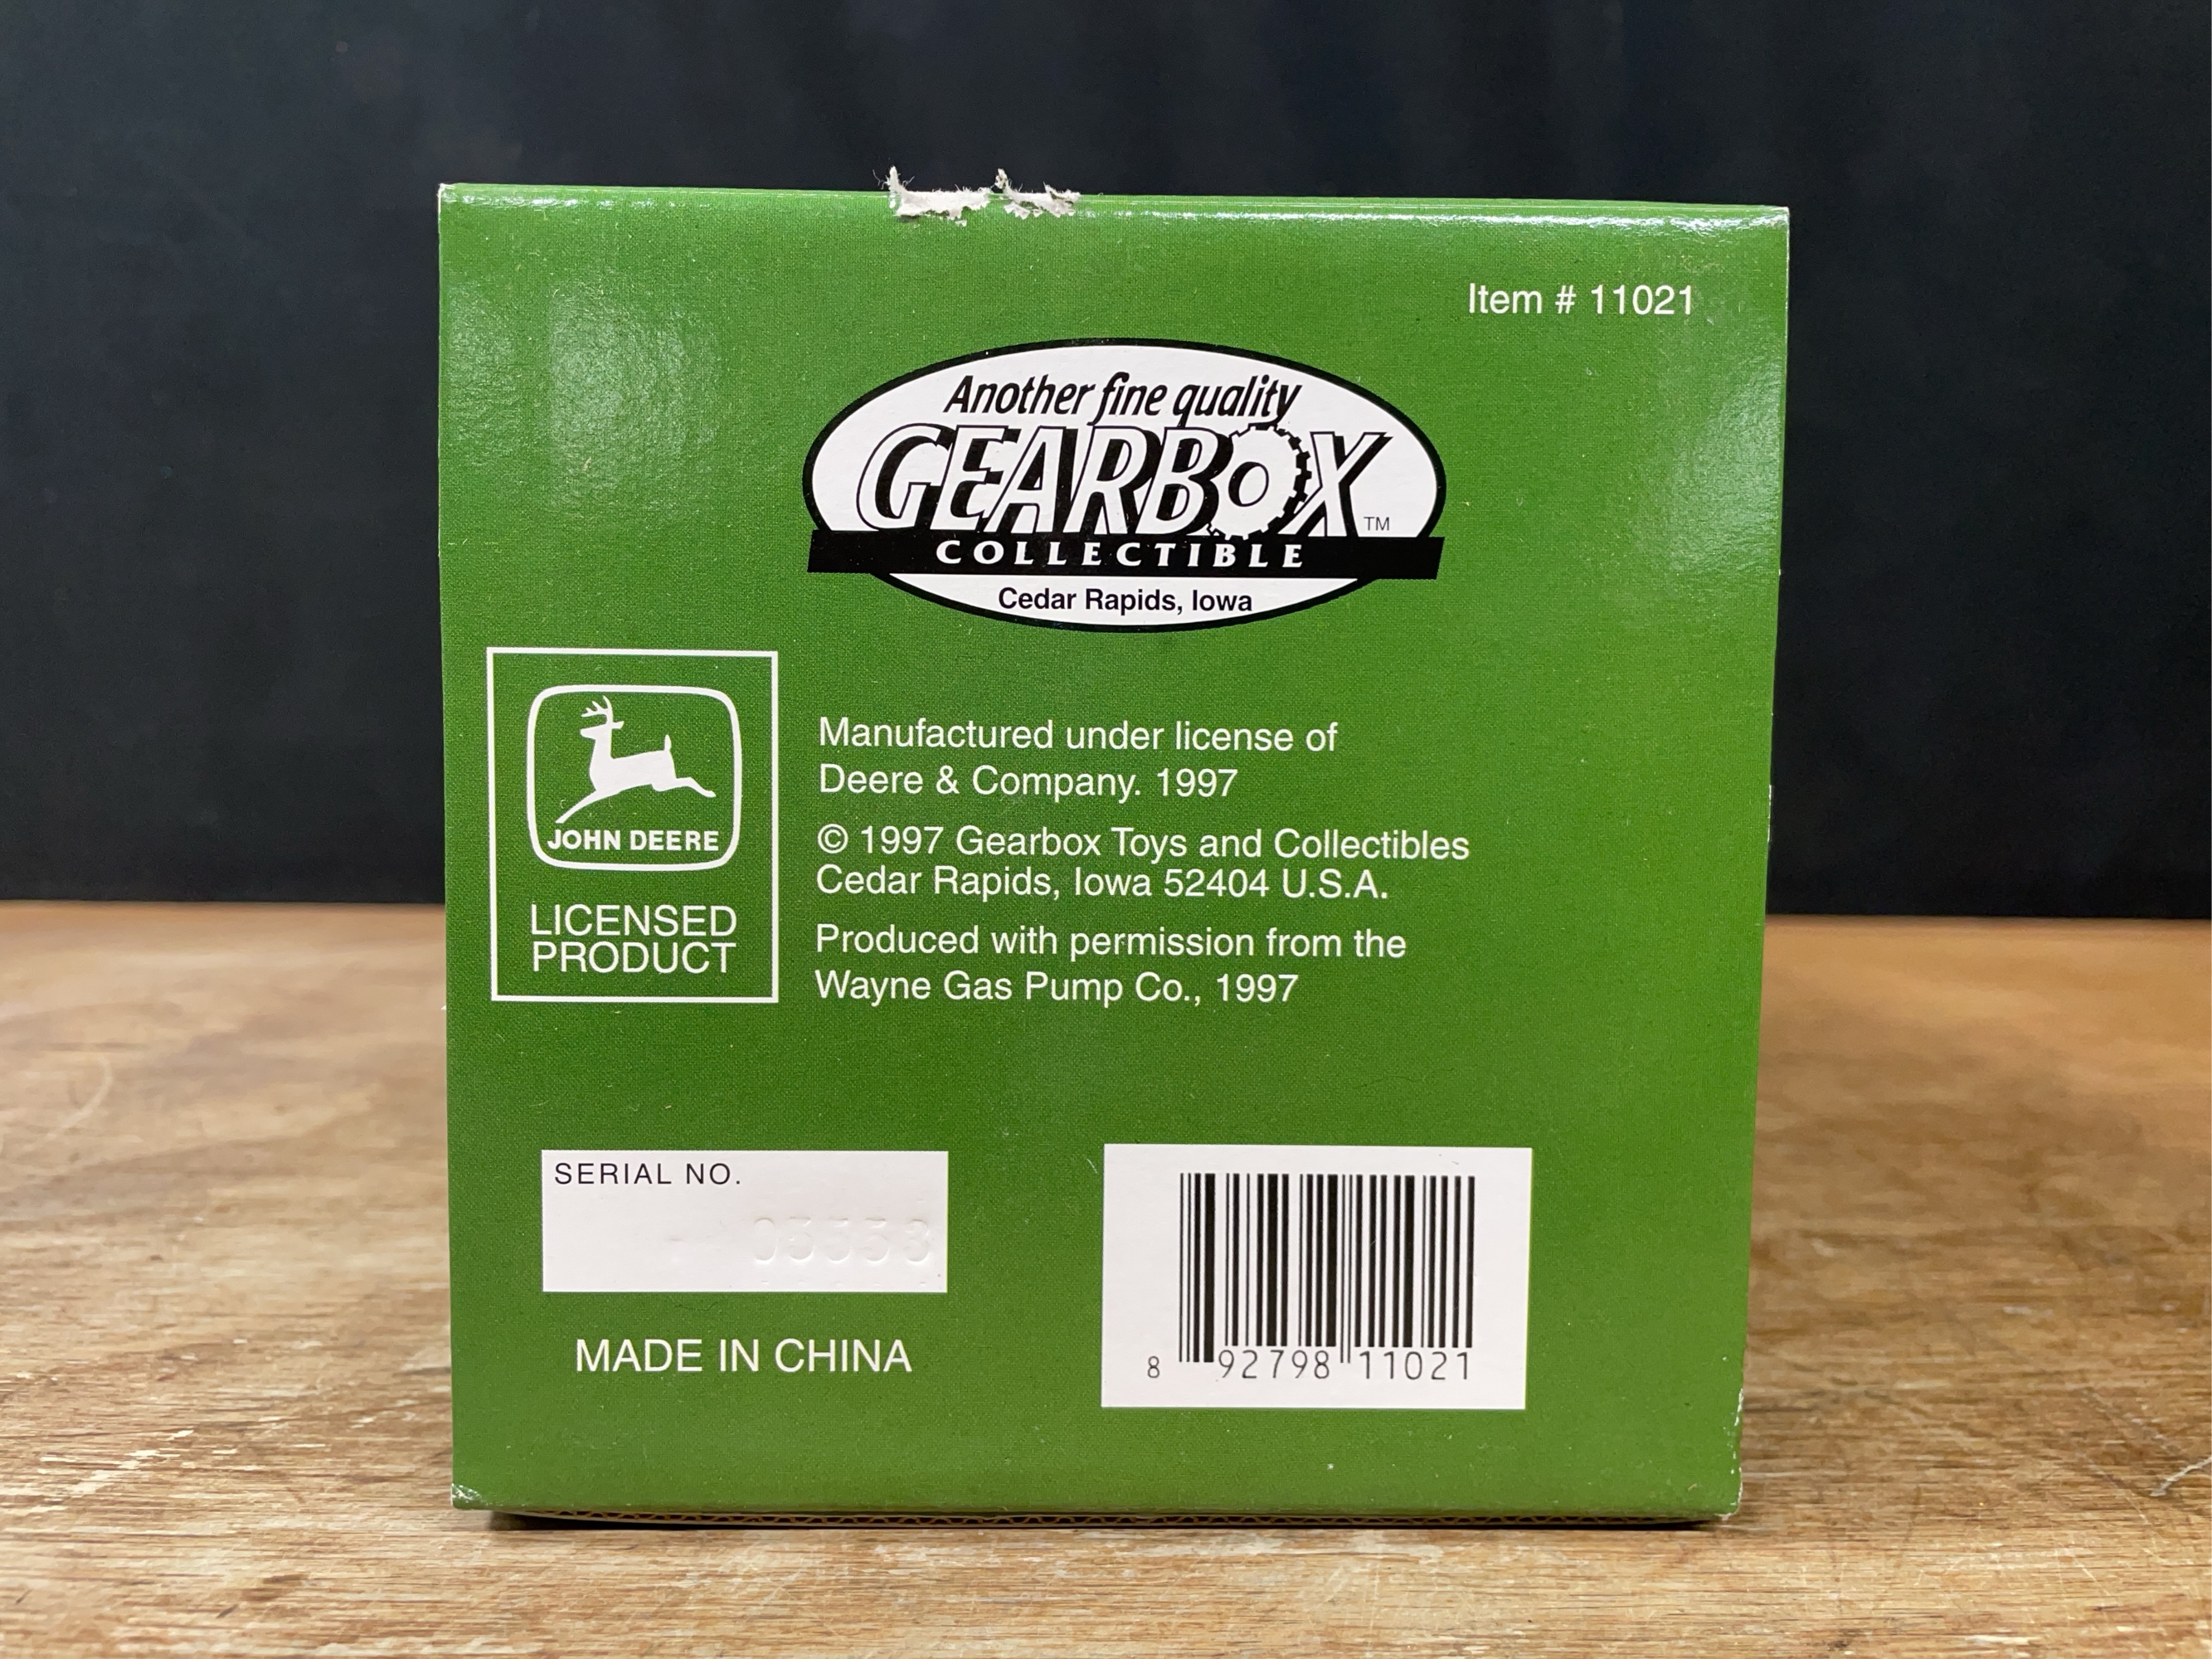 Item # 11021
Another fine quality
GEARBOX TM
COLLECTIBLE
Cedar Rapids, Iowa
JOHN DEERE
LICENSED
PRODUCT
Manufactured under license of
Deere & Company. 1997
© 1997 Gearbox Toys and Collectibles
Cedar Rapids, Iowa 52404 U.S.A.
Produced with permission from the
Wayne Gas Pump Co., 1997
SERIAL NO.
MADE IN CHINA
8 92798 11021